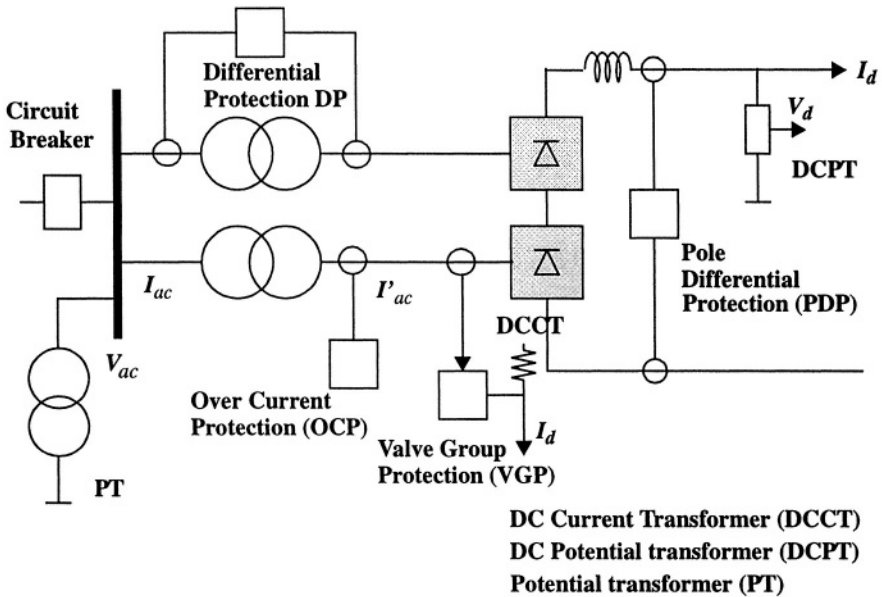 Differential
Protection DP
Circuit
Breaker
I_d
V_d
DCPT
Pole
Differential
Protection (PDP)
I_ac
I'_ac
V_ac
DCCT
Over Current
Protection (OCP)
I_d
Valve Group
Protection (VGP)
PT
DC Current Transformer (DCCT)
DC Potential transformer (DCPT)
Potential transformer (PT)